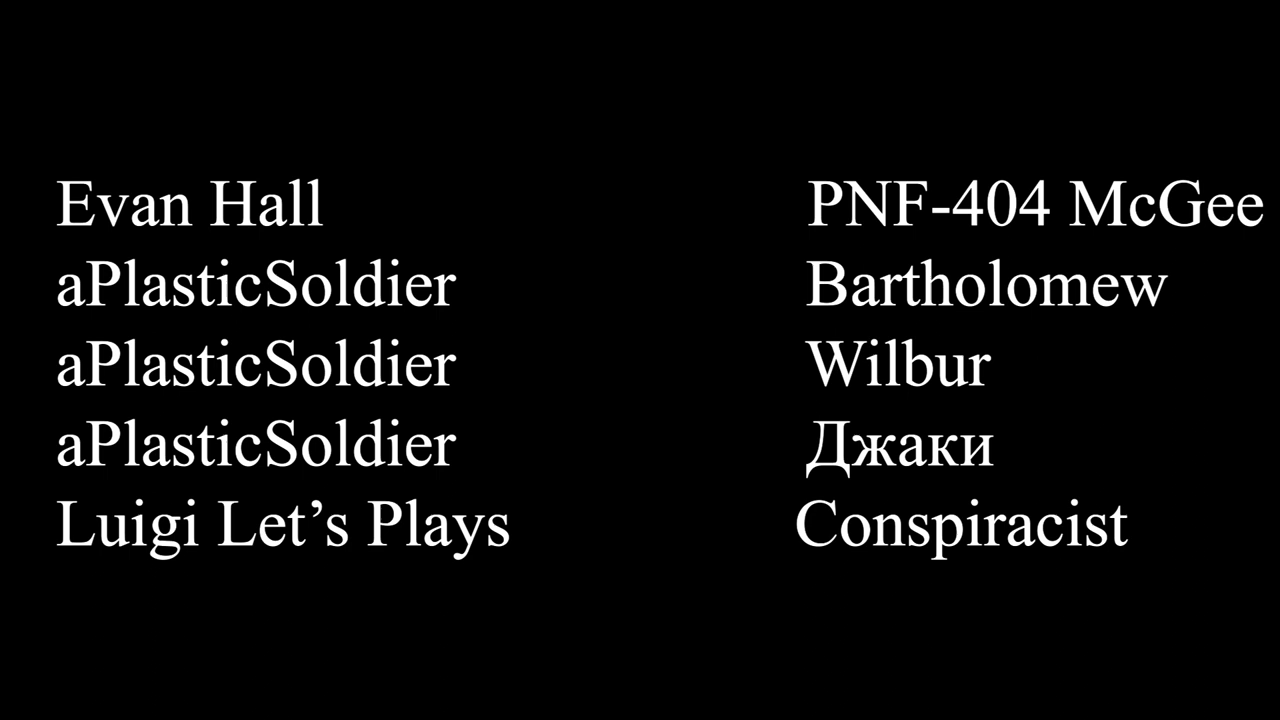 Evan Hall PNF-404 McGee
aPlasticSoldier Bartholomew
aPlasticSoldier Wilbur
aPlasticSoldier Джаки
Luigi Let’s Plays Conspiracist